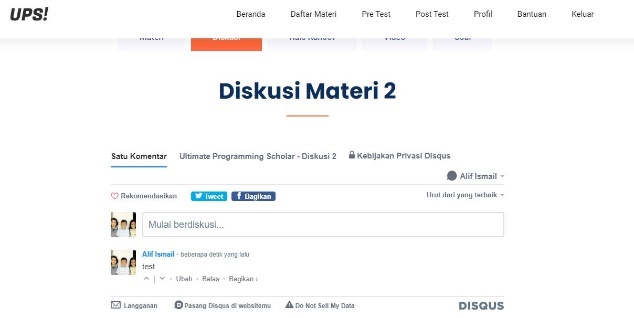 UPS! Beranda Daftar Materi Pre Test Post Test Profil Bantuan Keluar
Materi Diskusi Video Soal
Diskusi Materi 2
Satu Komentar Ultimate Programming Scholar - Diskusi 2 Kebijakan Privasi Disqus
Alif Ismail
Rekomendasikan Tweet Bagikan Urut dari yang terbaik
Mulai berdiskusi...
Alif Ismail • beberapa detik yang lalu
test
Ubah • Balas • Bagikan ›
Langganan Pasang Disqus di websitemu Do Not Sell My Data DISQUS